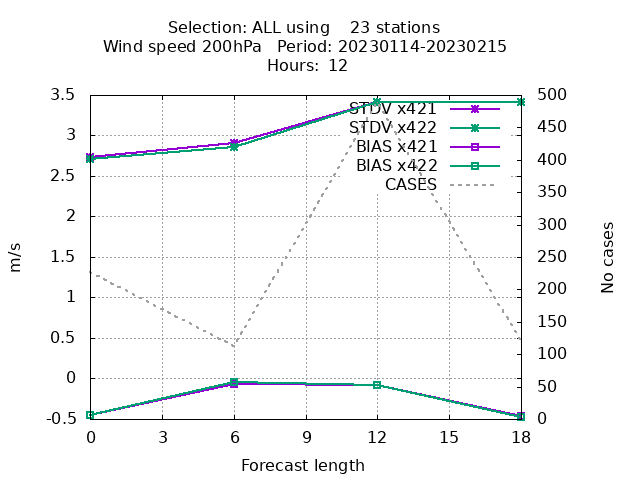 Selection: ALL using    23 stations
Wind speed 200hPa   Period: 20230114-20230215
Hours:  12
3.5
3
2.5
2
1.5
1
0.5
0
-0.5
m/s
STDV x421
STDV x422
BIAS x421
BIAS x422
CASES
500
450
400
350
300
250
200
150
100
50
0
No cases
0 3 6 9 12 15 18
Forecast length